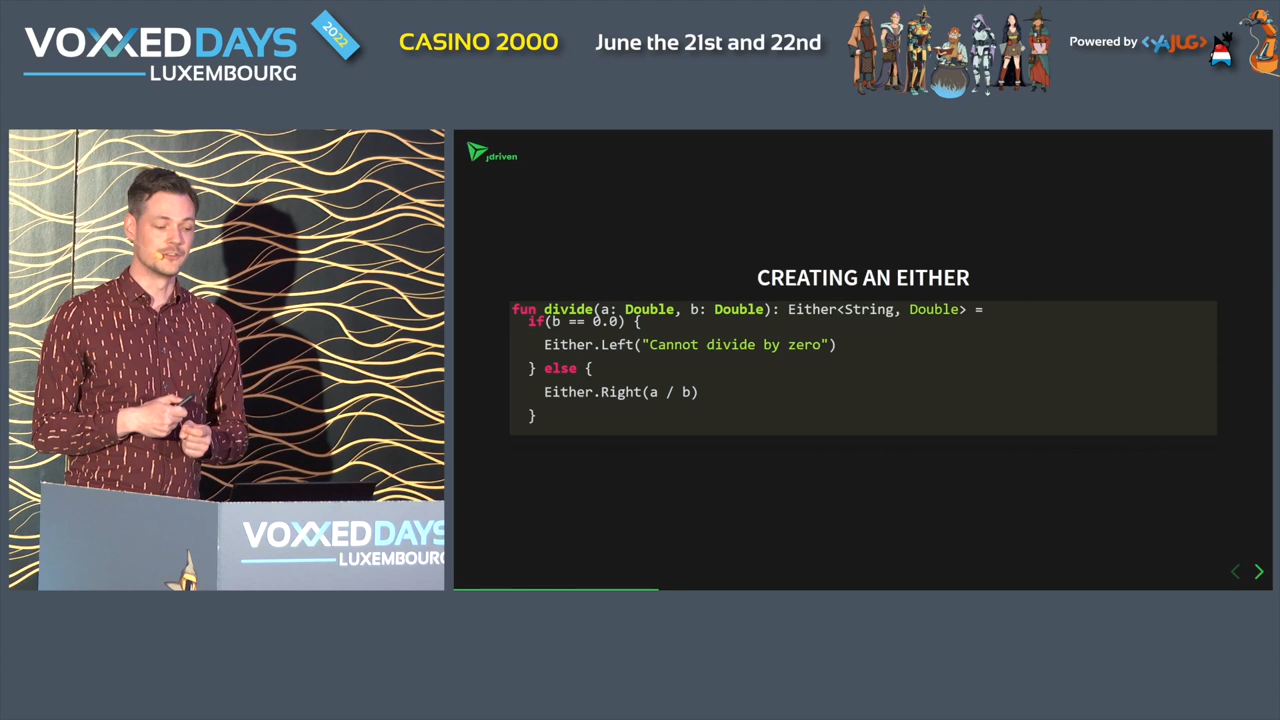 VOXXEDDAYS
LUXEMBOURG
2022
CASINO 2000
June the 21st and 22nd
Powered by <YAJUG>
jdriven
CREATING AN EITHER
fun divide(a: Double, b: Double): Either<String, Double> =
if(b == 0.0) {
Either.Left("Cannot divide by zero")
} else {
Either.Right(a / b)
}
VOXXEDDAYS
LUXEMBOURG